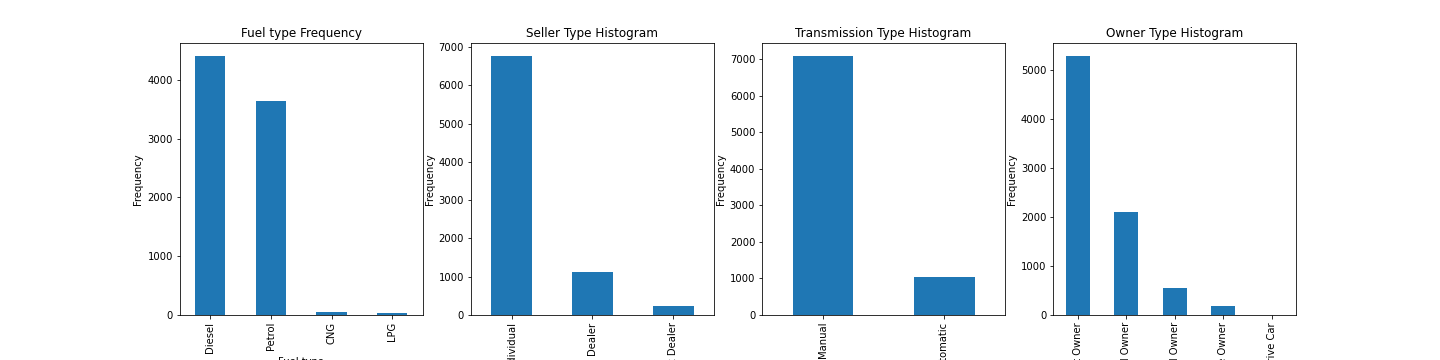 Fuel type Frequency
Frequency
4000
3000
2000
1000
0
Diesel
Petrol
CNG
LPG
Seller Type Histogram
Frequency
7000
6000
5000
4000
3000
2000
1000
0
Dealer
Dealer
Transmission Type Histogram
Frequency
7000
6000
5000
4000
3000
2000
1000
0
Manual
Owner Type Histogram
Frequency
5000
4000
3000
2000
1000
0
Owner
Owner
Owner
Owner
Car